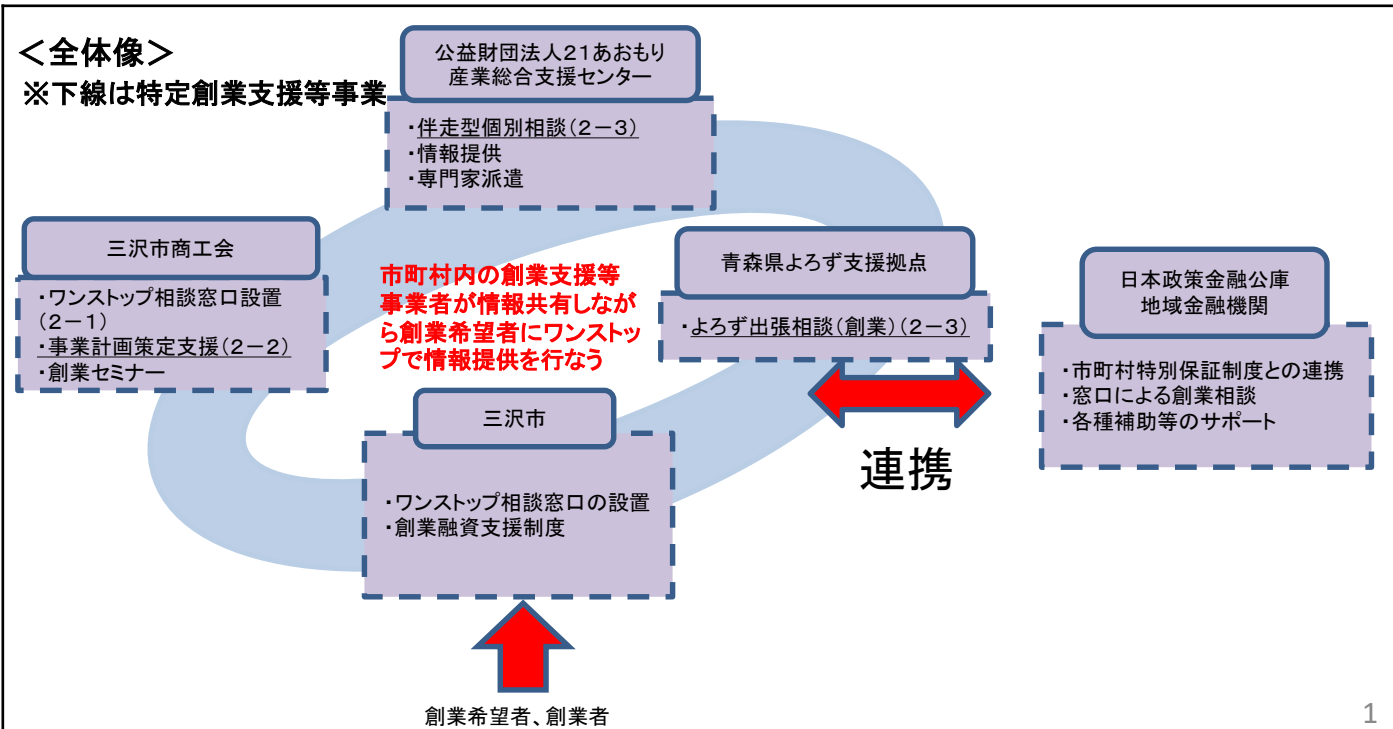 ＜全体像＞
※下線は特定創業支援等事業
公益財団法人２１あおもり
産業総合支援センター
・伴走型個別相談（２－３）
・情報提供
・専門家派遣
三沢市商工会
・ワンストップ相談窓口設置
（２－１）
・事業計画策定支援（２－２）
・創業セミナー
市町村内の創業支援等
事業者が情報共有しなが
ら創業希望者にワンストッ
プで情報提供を行なう
青森県よろず支援拠点
・よろず出張相談（創業）（２－３）
日本政策金融公庫
地域金融機関
・市町村特別保証制度との連携
・窓口による創業相談
・各種補助等のサポート
連携
三沢市
・ワンストップ相談窓口の設置
・創業融資支援制度
創業希望者、創業者
1